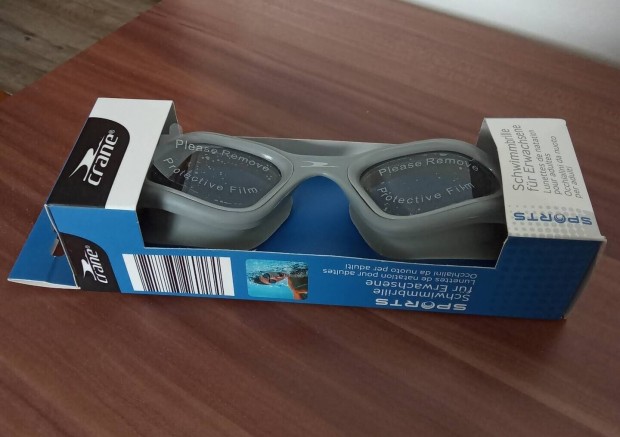 crane®
Please Remove
Protective Film
Please Remove
Protective Film
Schwimmbrille
für Erwachsene
Lunettes de natation
pour adultes
Occhialini da nuoto
per adulti
SPORTS
crane
SPORTS
Schwimmbrille
für Erwachsene
Lunettes de natation pour adultes
Occhialini da nuoto per adulti